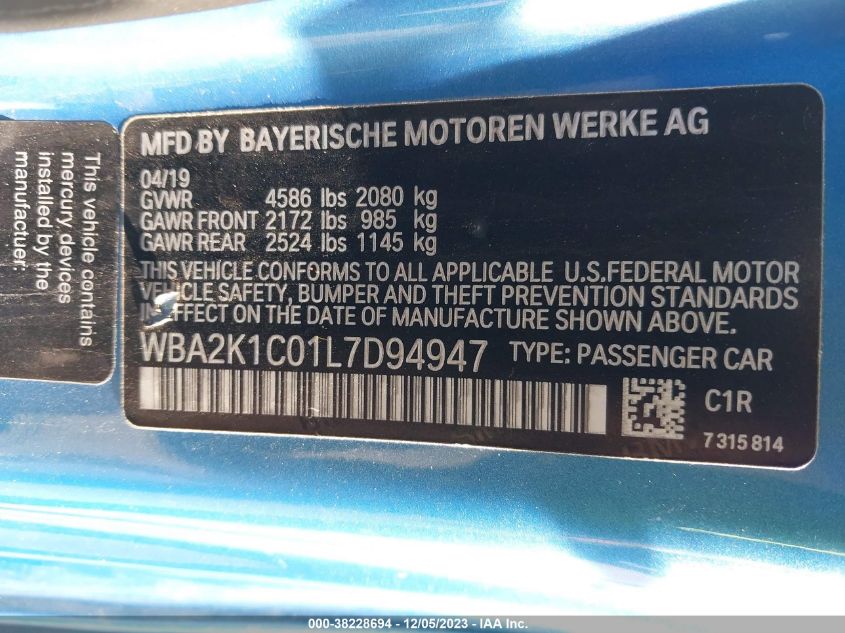 This vehicle contains
mercury devices
installed by the
manufactuer:
MFD BY BAYERISCHE MOTOREN WERKE AG
04/19
GVWR 4586 lbs 2080 kg
GAWR FRONT 2172 lbs 985 kg
GAWR REAR 2524 lbs 1145 kg
THIS VEHICLE CONFORMS TO ALL APPLICABLE U.S.FEDERAL MOTOR
VEHICLE SAFETY, BUMPER AND THEFT PREVENTION STANDARDS
IN EFFECT ON THE DATE OF MANUFACTURE SHOWN ABOVE.
WBA2K1C01L7D94947 TYPE: PASSENGER CAR
C1R
7 315 814
000-38228694 - 12/05/2023 - IAA Inc.